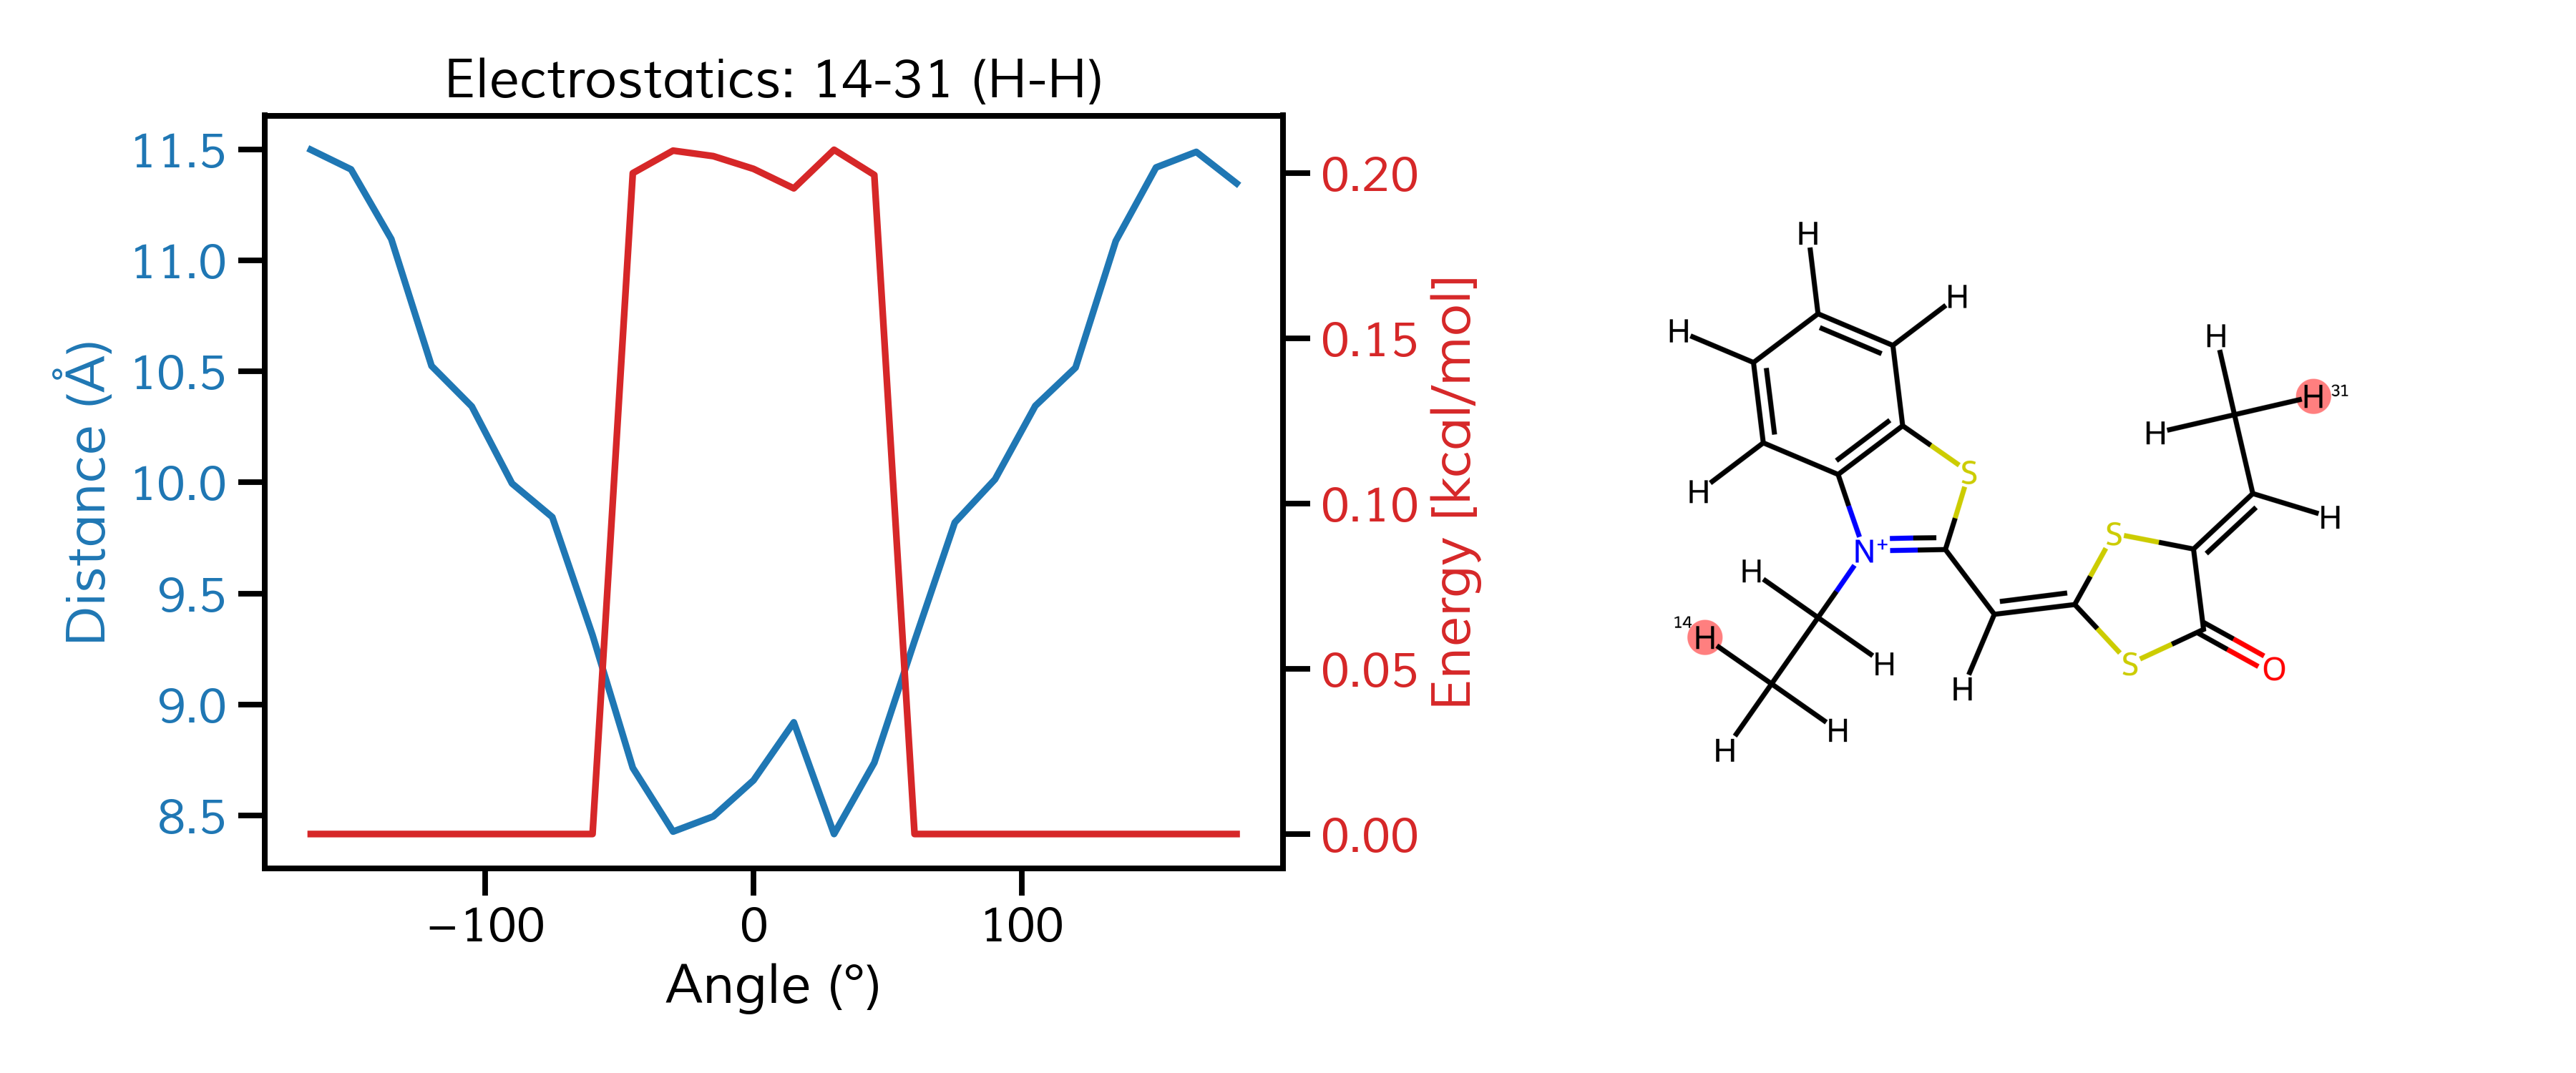 Electrostatics: 14-31 (H-H)
11.5
11.0
10.5
10.0
9.5
9.0
8.5
Distance (Å)
0.20
0.15
0.10
0.05
0.00
Energy [kcal/mol]
−100
0
100
Angle (°)
H
H
H
H
H
H 31
H
S
H
H
S
N+
H
14
H
H
S
O
H
H
H